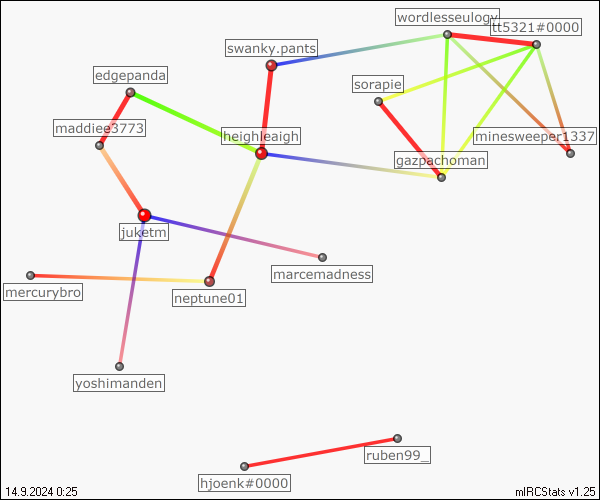 wordlesseulogy
tt5321#0000
swanky.pants
edgepanda
sorapie
maddiee3773
heighleaigh
minesweeper1337
gazpachoman
juketm
marcemadness
mercurybro
neptune01
yoshimanden
ruben99_
hjoenk#0000
14.9.2024 0:25
mIRCStats v1.25